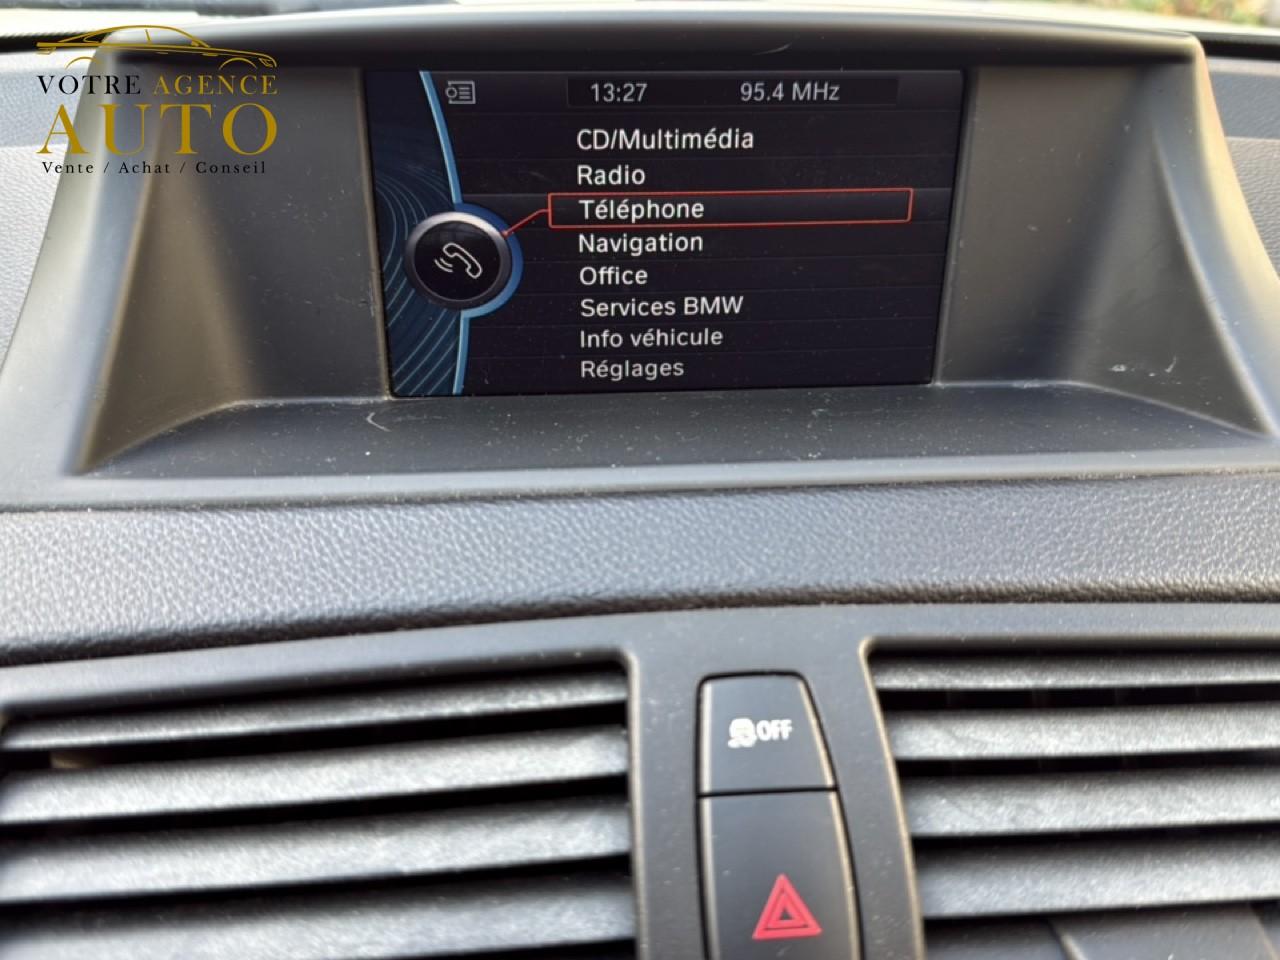 VOTRE AGENCE
AUTO
Vente / Achat / Conseil
13:27 95.4 MHz
CD/Multimédia
Radio
Téléphone
Navigation
Office
Services BMW
Info véhicule
Réglages
OFF